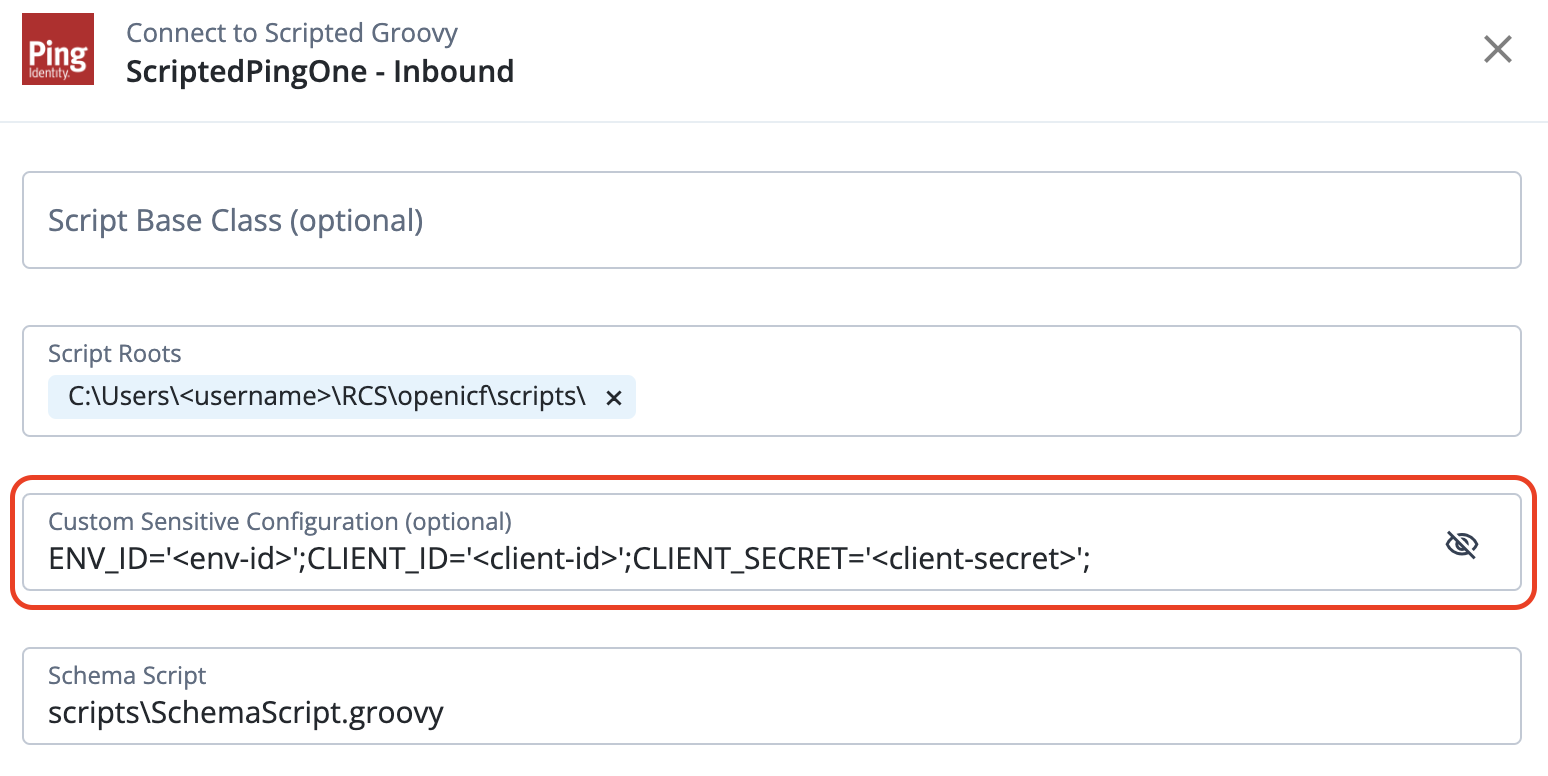 Ping
Identity.
Connect to Scripted Groovy
ScriptedPingOne - Inbound
Script Base Class (optional)
Script Roots
C:\Users\<username>\RCS\openicf\scripts\
Custom Sensitive Configuration (optional)
ENV_ID='<env-id>';CLIENT_ID='<client-id>';CLIENT_SECRET='<client-secret>';
Schema Script
scripts\SchemaScript.groovy